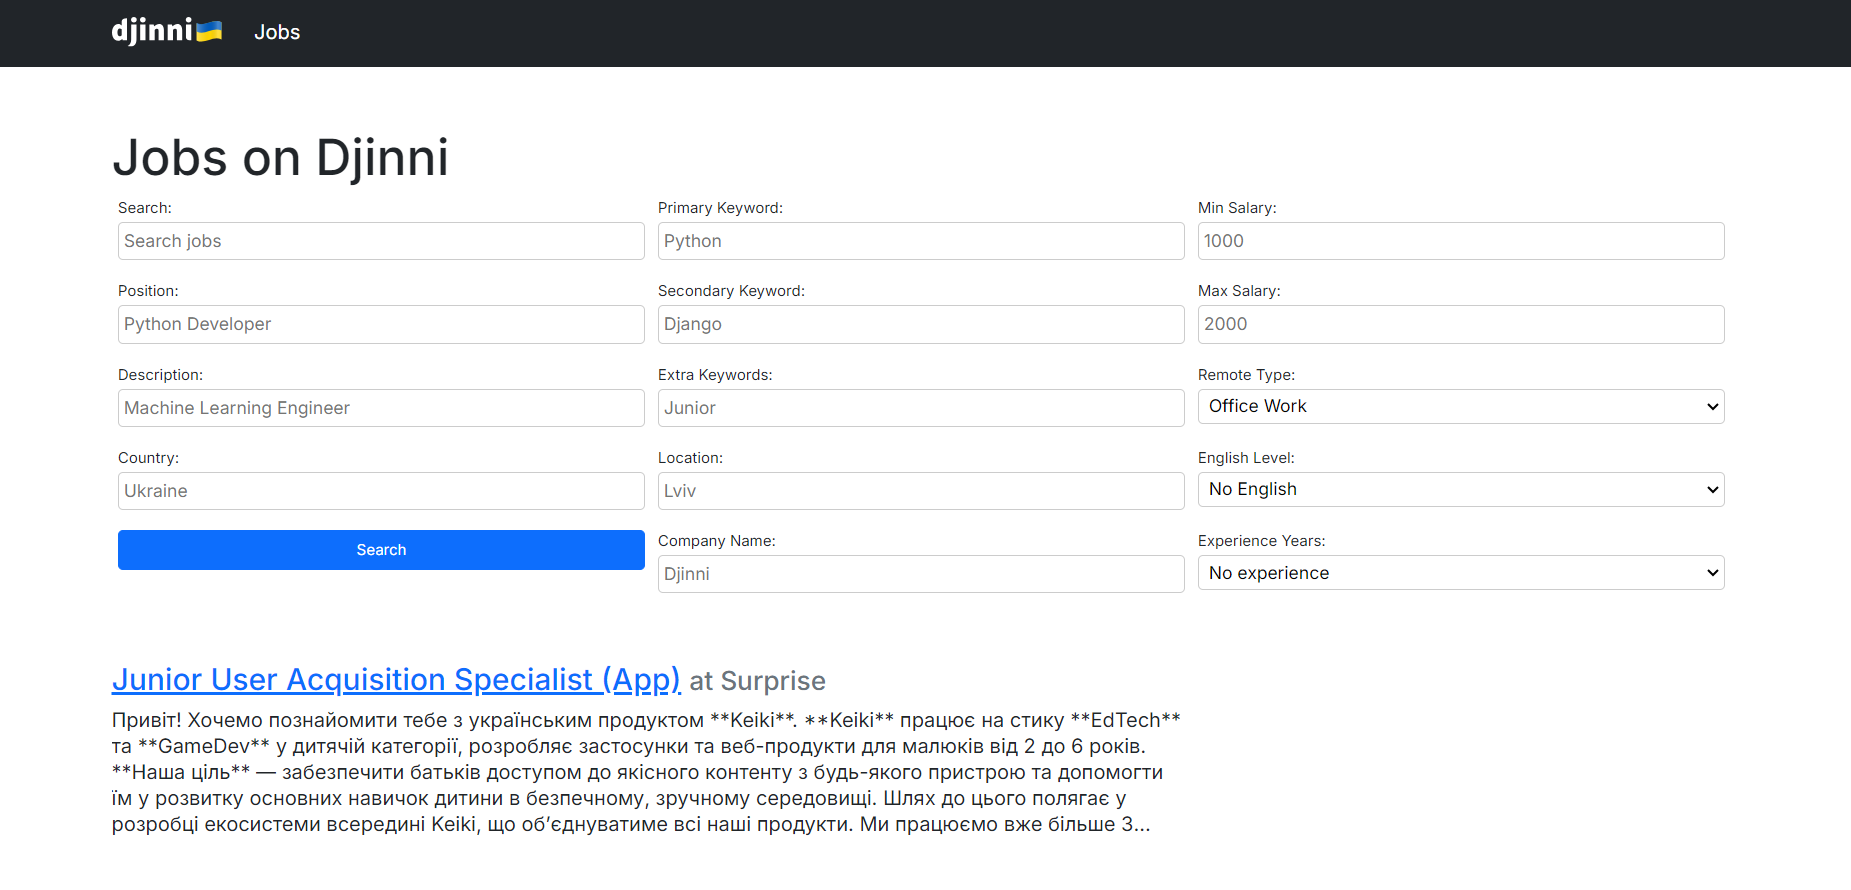 djinni Jobs
Jobs on Djinni
Search:
Search jobs
Primary Keyword:
Python
Min Salary:
1000
Position:
Python Developer
Secondary Keyword:
Django
Max Salary:
2000
Description:
Machine Learning Engineer
Extra Keywords:
Junior
Remote Type:
Office Work
Country:
Ukraine
Location:
Lviv
English Level:
No English
Search
Company Name:
Djinni
Experience Years:
No experience
Junior User Acquisition Specialist (App) at Surprise
Привіт! Хочемо познайомити тебе з українським продуктом **Keiki**. **Keiki** працює на стику **EdTech**
та **GameDev** у дитячій категорії, розробляє застосунки та веб-продукти для малюків від 2 до 6 років.
**Наша ціль** — забезпечити батьків доступом до якісного контенту з будь-якого пристрою та допомогти
їм у розвитку основних навичок дитини в безпечному, зручному середовищі. Шлях до цього полягає у
розробці екосистеми всередині Keiki, що об’єднуватиме всі наші продукти. Ми працюємо вже більше 3...